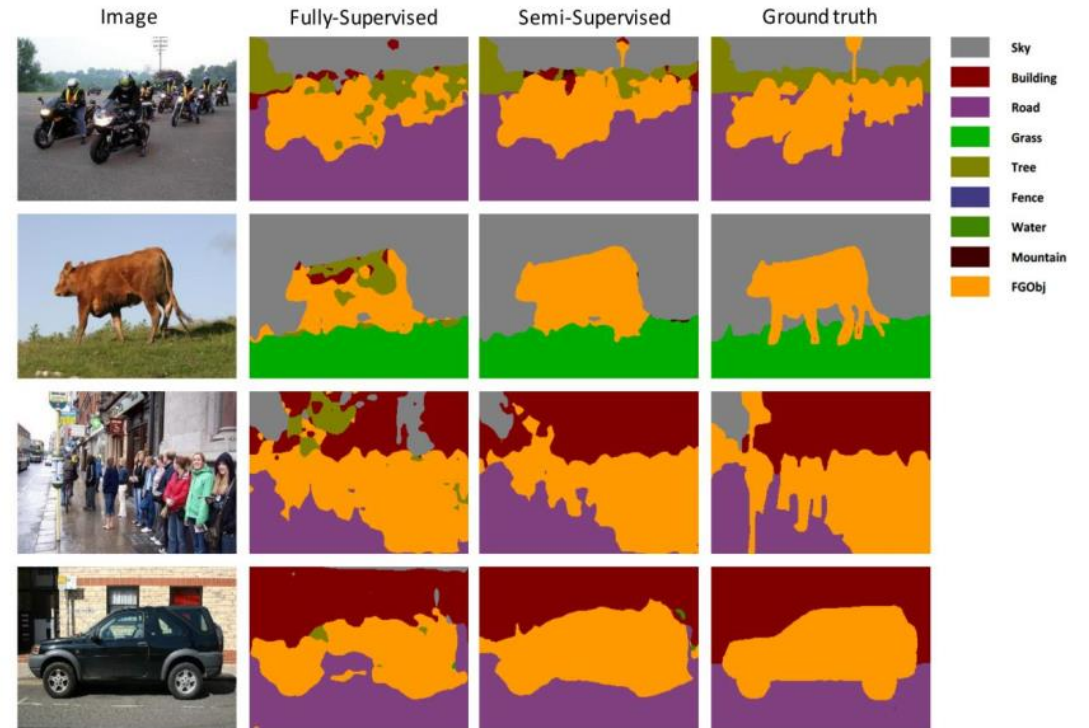 Image Fully-Supervised Semi-Supervised Ground truth
Sky
Building
Road
Grass
Tree
Fence
Water
Mountain
FGObj